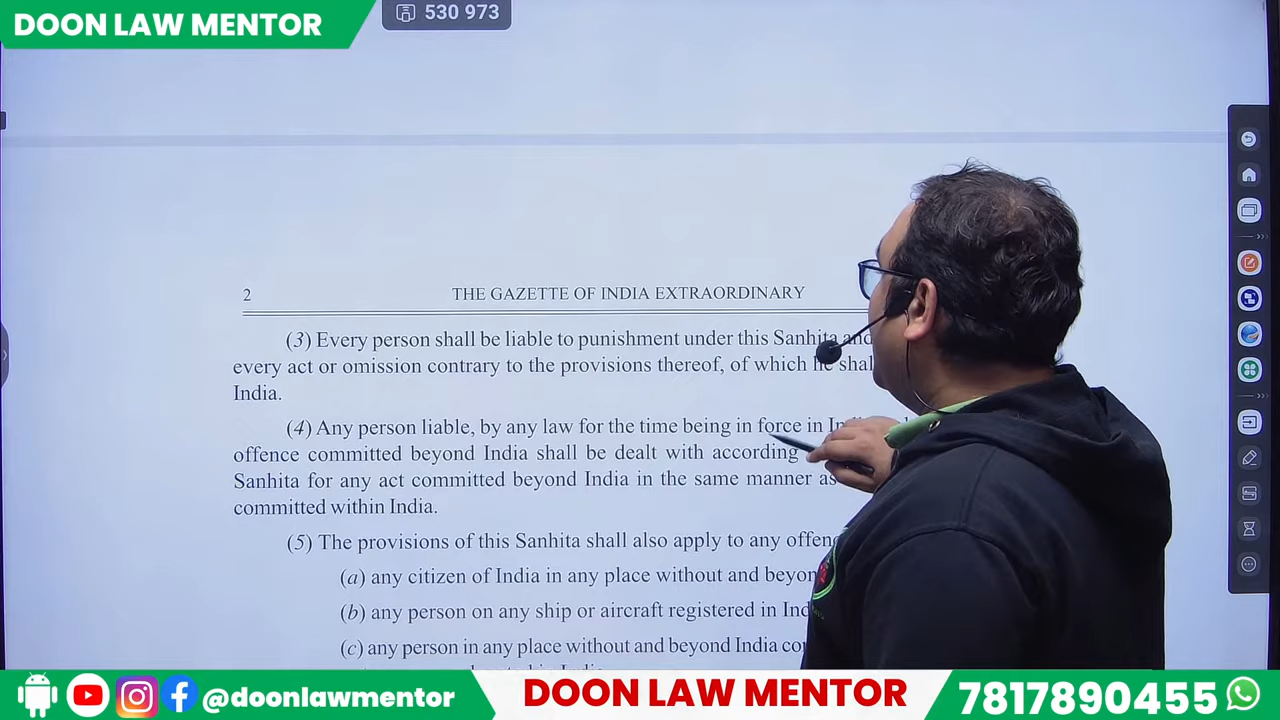 DOON LAW MENTOR
530 973
2
THE GAZETTE OF INDIA EXTRAORDINARY
(3) Every person shall be liable to punishment under this Sanhita and
every act or omission contrary to the provisions thereof, of which he shal
India.
(4) Any person liable, by any law for the time being in force in In
offence committed beyond India shall be dealt with according
Sanhita for any act committed beyond India in the same manner as
committed within India.
(5) The provisions of this Sanhita shall also apply to any offen
(a) any citizen of India in any place without and beyon
(b) any person on any ship or aircraft registered in Ind
(c) any person in any place without and beyond India co
@doonlawmentor
DOON LAW MENTOR
7817890455